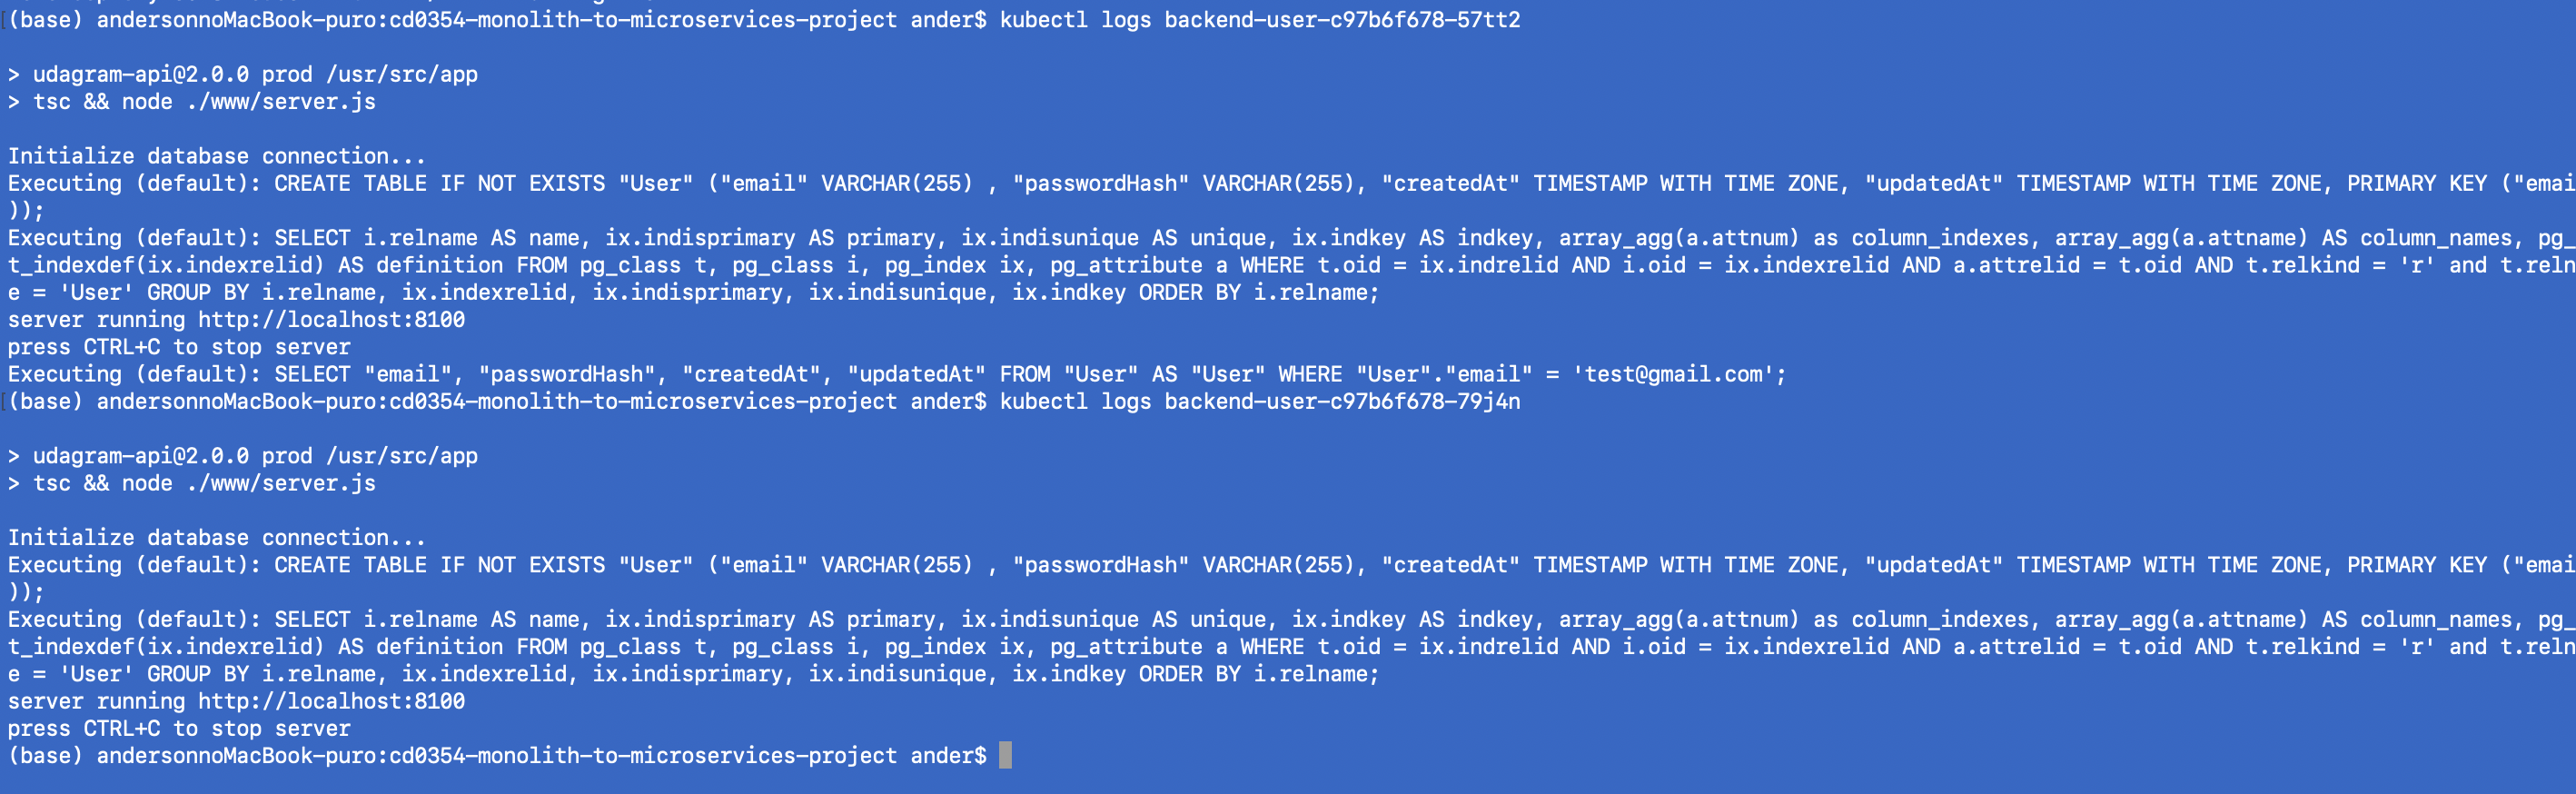 (base) andersonnoMacBook-puro:cd0354-monolith-to-microservices-project ander$ kubectl logs backend-user-c97b6f678-57tt2
> udagram-api@2.0.0 prod /usr/src/app
> tsc && node ./www/server.js
Initialize database connection...
Executing (default): CREATE TABLE IF NOT EXISTS "User" ("email" VARCHAR(255) , "passwordHash" VARCHAR(255), "createdAt" TIMESTAMP WITH TIME ZONE, "updatedAt" TIMESTAMP WITH TIME ZONE, PRIMARY KEY ("emai
));
Executing (default): SELECT i.relname AS name, ix.indisprimary AS primary, ix.indisunique AS unique, ix.indkey AS indkey, array_agg(a.attnum) as column_indexes, array_agg(a.attname) AS column_names, pg_
t_indexdef(ix.indexrelid) AS definition FROM pg_class t, pg_class i, pg_index ix, pg_attribute a WHERE t.oid = ix.indrelid AND i.oid = ix.indexrelid AND a.attrelid = t.oid AND t.relkind = 'r' and t.reln
e = 'User' GROUP BY i.relname, ix.indexrelid, ix.indisprimary, ix.indisunique, ix.indkey ORDER BY i.relname;
server running http://localhost:8100
press CTRL+C to stop server
Executing (default): SELECT "email", "passwordHash", "createdAt", "updatedAt" FROM "User" AS "User" WHERE "User"."email" = 'test@gmail.com';
(base) andersonnoMacBook-puro:cd0354-monolith-to-microservices-project ander$ kubectl logs backend-user-c97b6f678-79j4n
> udagram-api@2.0.0 prod /usr/src/app
> tsc && node ./www/server.js
Initialize database connection...
Executing (default): CREATE TABLE IF NOT EXISTS "User" ("email" VARCHAR(255) , "passwordHash" VARCHAR(255), "createdAt" TIMESTAMP WITH TIME ZONE, "updatedAt" TIMESTAMP WITH TIME ZONE, PRIMARY KEY ("emai
));
Executing (default): SELECT i.relname AS name, ix.indisprimary AS primary, ix.indisunique AS unique, ix.indkey AS indkey, array_agg(a.attnum) as column_indexes, array_agg(a.attname) AS column_names, pg_
t_indexdef(ix.indexrelid) AS definition FROM pg_class t, pg_class i, pg_index ix, pg_attribute a WHERE t.oid = ix.indrelid AND i.oid = ix.indexrelid AND a.attrelid = t.oid AND t.relkind = 'r' and t.reln
e = 'User' GROUP BY i.relname, ix.indexrelid, ix.indisprimary, ix.indisunique, ix.indkey ORDER BY i.relname;
server running http://localhost:8100
press CTRL+C to stop server
(base) andersonnoMacBook-puro:cd0354-monolith-to-microservices-project ander$